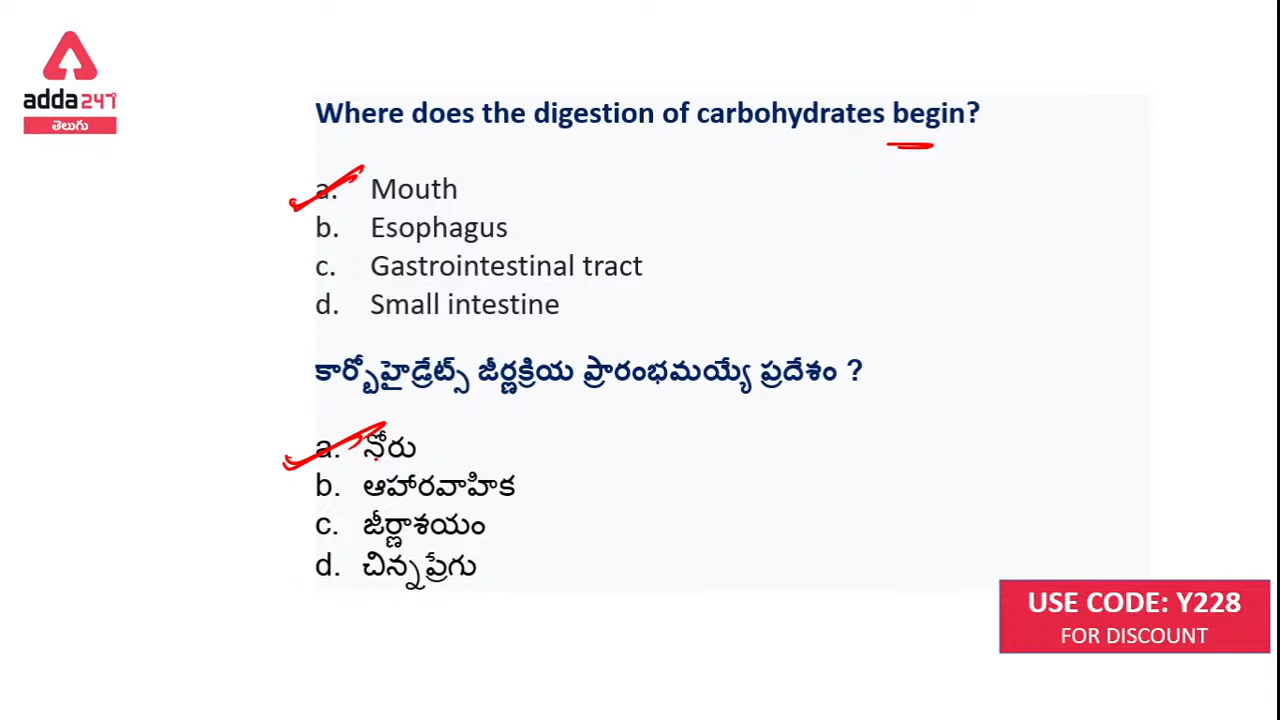 adda247
తెలుగు
Where does the digestion of carbohydrates begin?
a. Mouth
b. Esophagus
c. Gastrointestinal tract
d. Small intestine
కార్బోహైడ్రేట్స్ జీర్ణక్రియ ప్రారంభమయ్యే ప్రదేశం ?
a. నోరు
b. ఆహారవాహిక
c. జీర్ణాశయం
d. చిన్నప్రేగు
USE CODE: Y228
FOR DISCOUNT